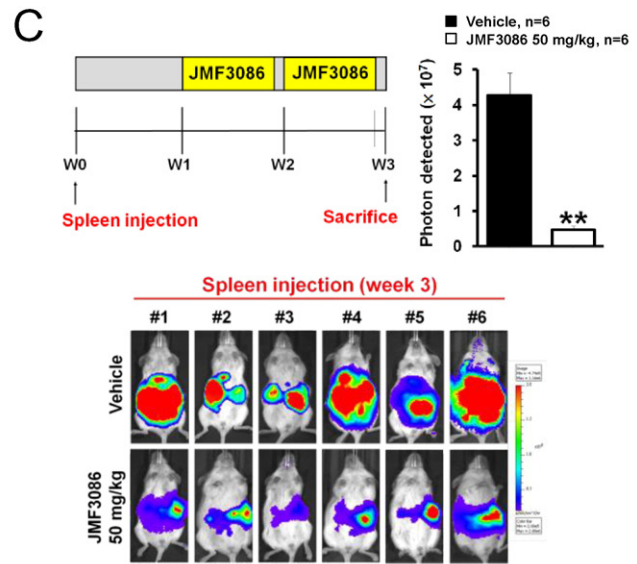 C
Vehicle, n=6
JMF3086 50 mg/kg, n=6
JMF3086 JMF3086
W0 W1 W2 W3
Spleen injection Sacrifice
Photon detected (× 10⁷)
5
4
3
2
1
0
**
Spleen injection (week 3)
#1 #2 #3 #4 #5 #6
Vehicle
JMF3086
50 mg/kg